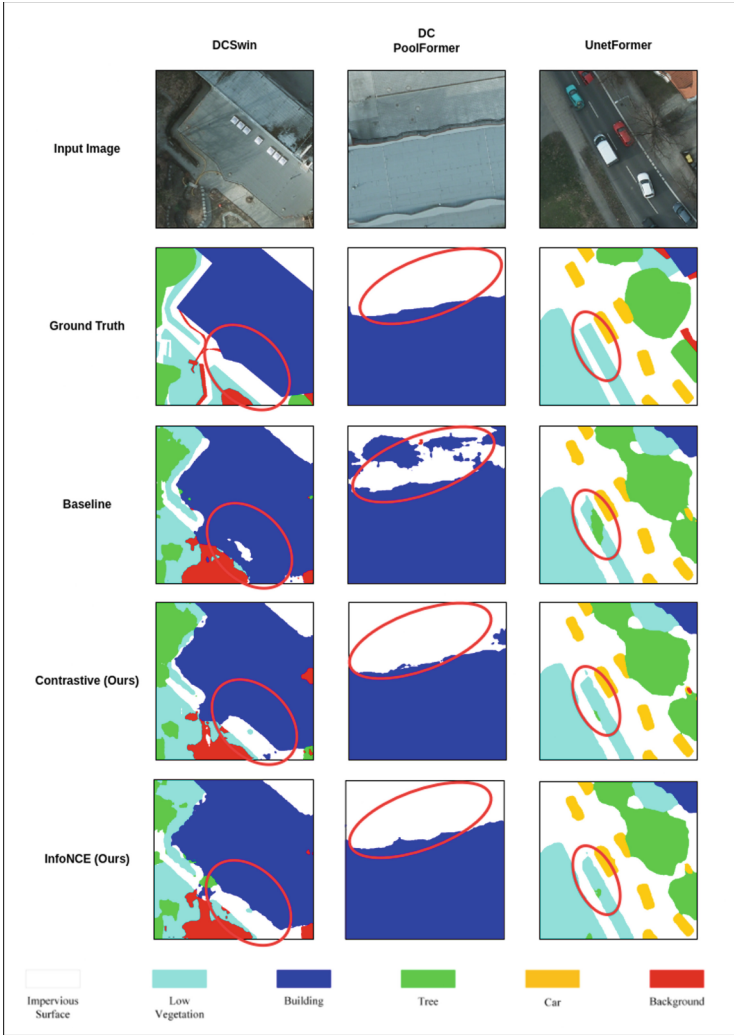 DCSwin
DC
PoolFormer
UnetFormer
Input Image
Ground Truth
Baseline
Contrastive (Ours)
InfoNCE (Ours)
Impervious
Surface
Low
Vegetation
Building
Tree
Car
Background